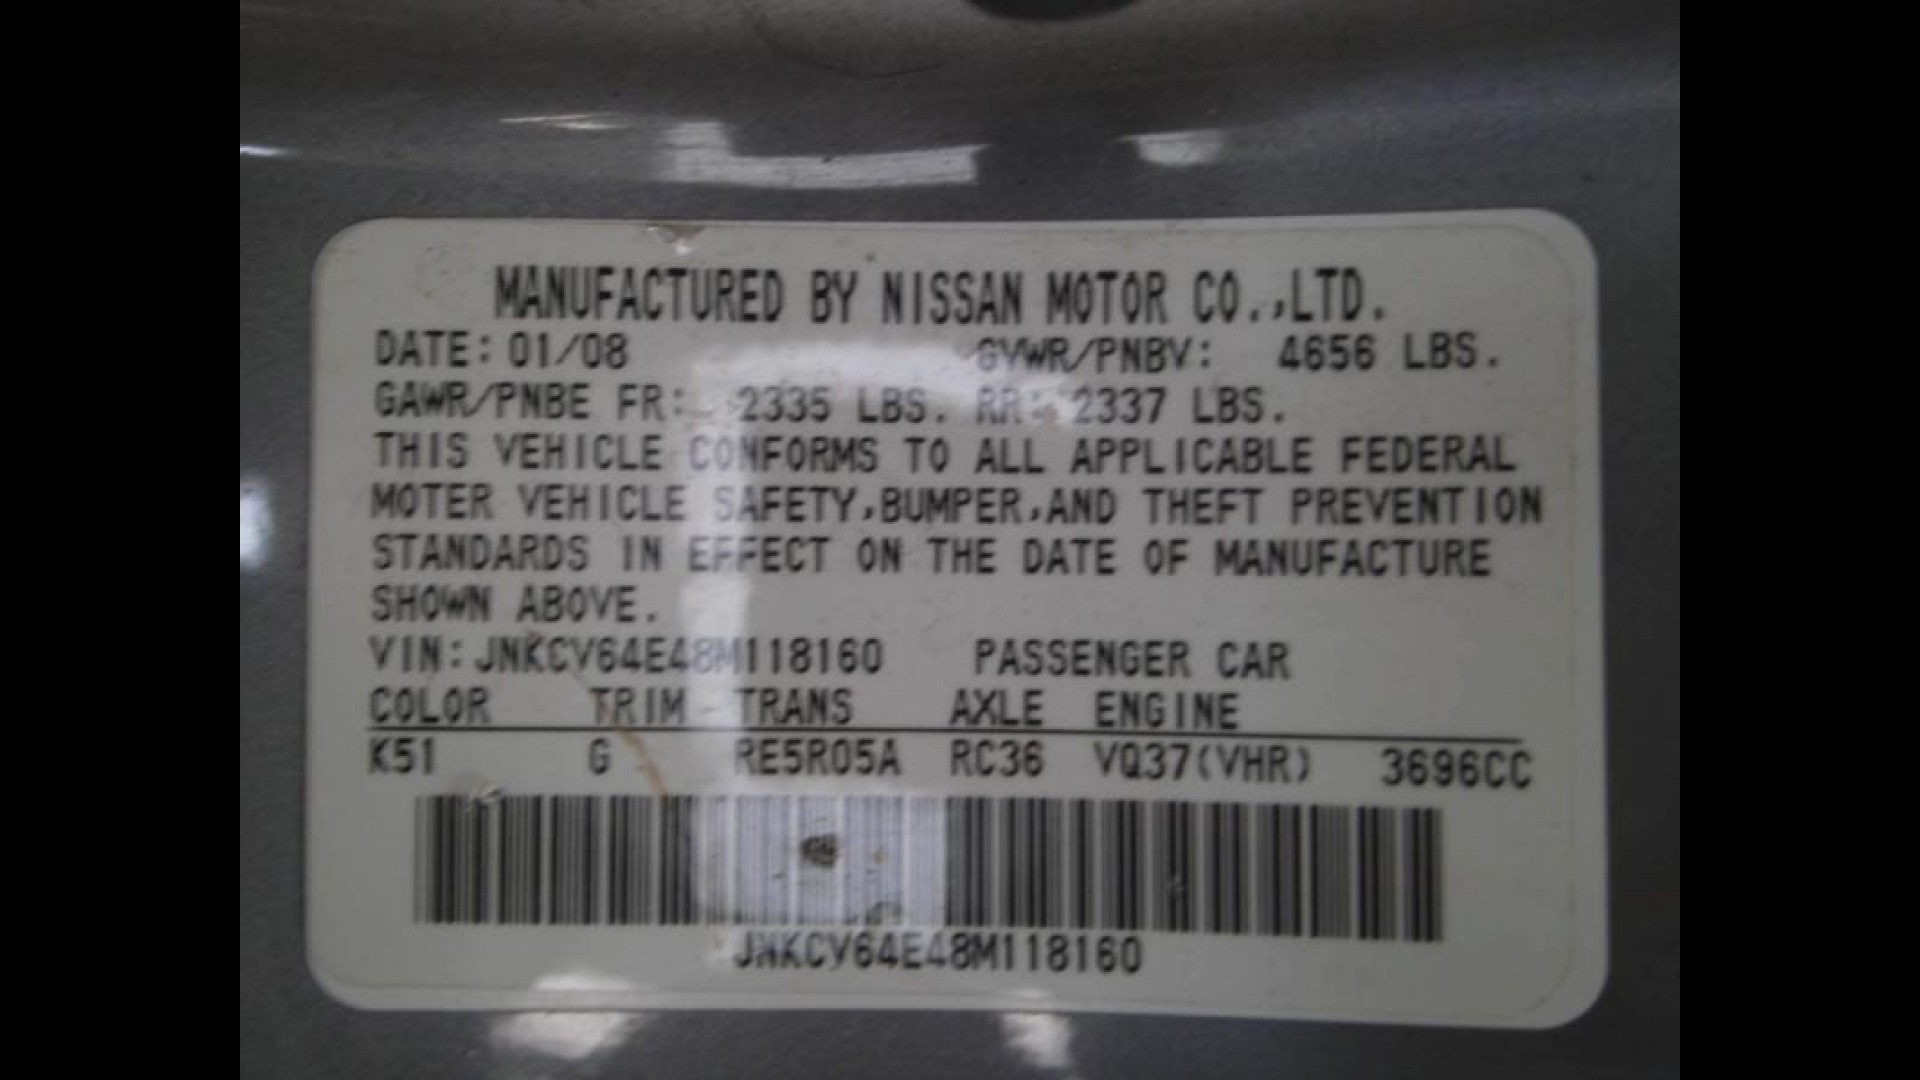 MANUFACTURED BY NISSAN MOTOR CO.,LTD.
DATE: 01/08 GVWR/PNBV: 4656 LBS.
GAWR/PNBE FR: 2335 LBS. RR: 2337 LBS.
THIS VEHICLE CONFORMS TO ALL APPLICABLE FEDERAL
MOTER VEHICLE SAFETY,BUMPER,AND THEFT PREVENTION
STANDARDS IN EFFECT ON THE DATE OF MANUFACTURE
SHOWN ABOVE.
VIN: JNKCV64E48M118160 PASSENGER CAR
COLOR TRIM TRANS AXLE ENGINE
K51 G RE5R05A RC36 VQ37(VHR) 3696CC
JNKCV64E48M118160